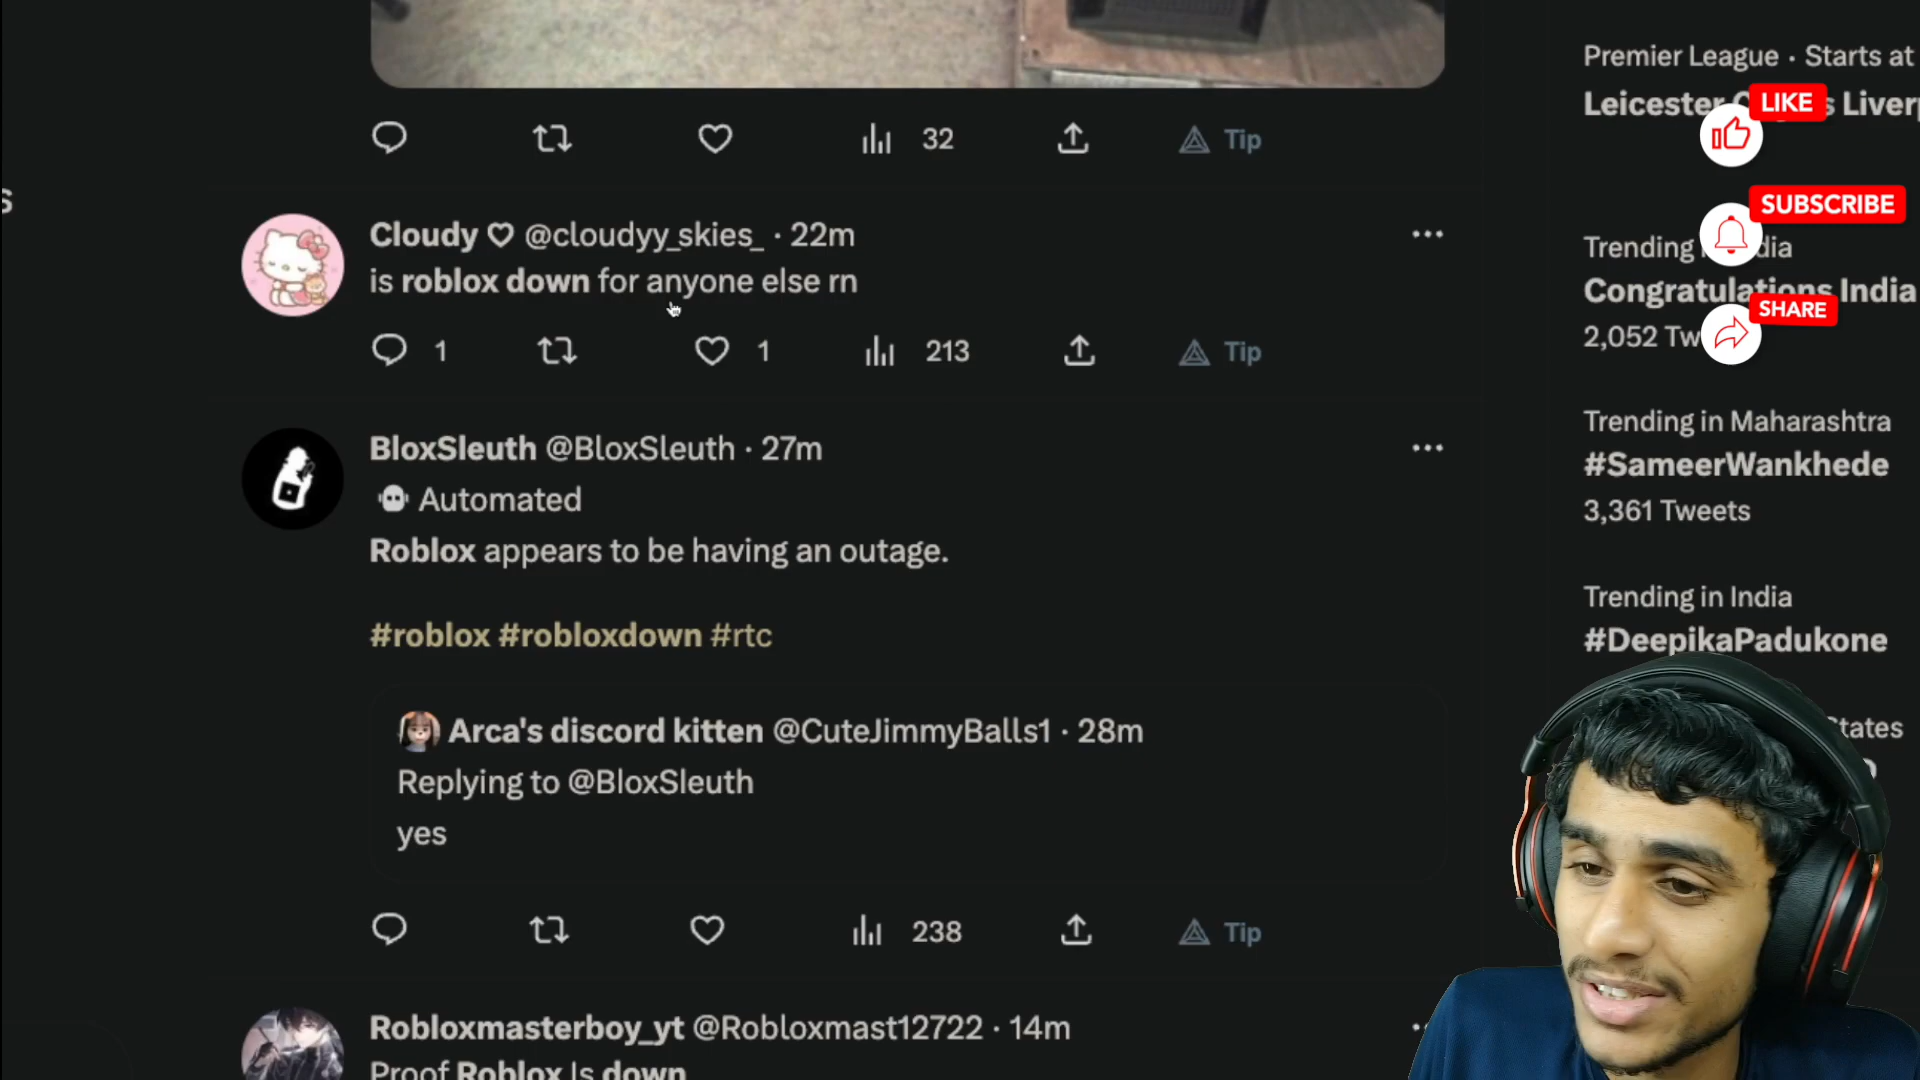 32 Tip
Cloudy ♡ @cloudyy_skies_ · 22m
is roblox down for anyone else rn
1 1 213 Tip
BloxSleuth @BloxSleuth · 27m
Automated
Roblox appears to be having an outage.
#roblox #robloxdown #rtc
Arca's discord kitten @CuteJimmyBalls1 · 28m
Replying to @BloxSleuth
yes
238 Tip
Robloxmasterboy_yt @Robloxmast12722 · 14m
Proof Roblox Is down
Premier League · Starts at
Leicester
LIKE
SUBSCRIBE
Trending
Congratulations India
SHARE
2,052
Trending in Maharashtra
#SameerWankhede
3,361 Tweets
Trending in India
#DeepikaPadukone